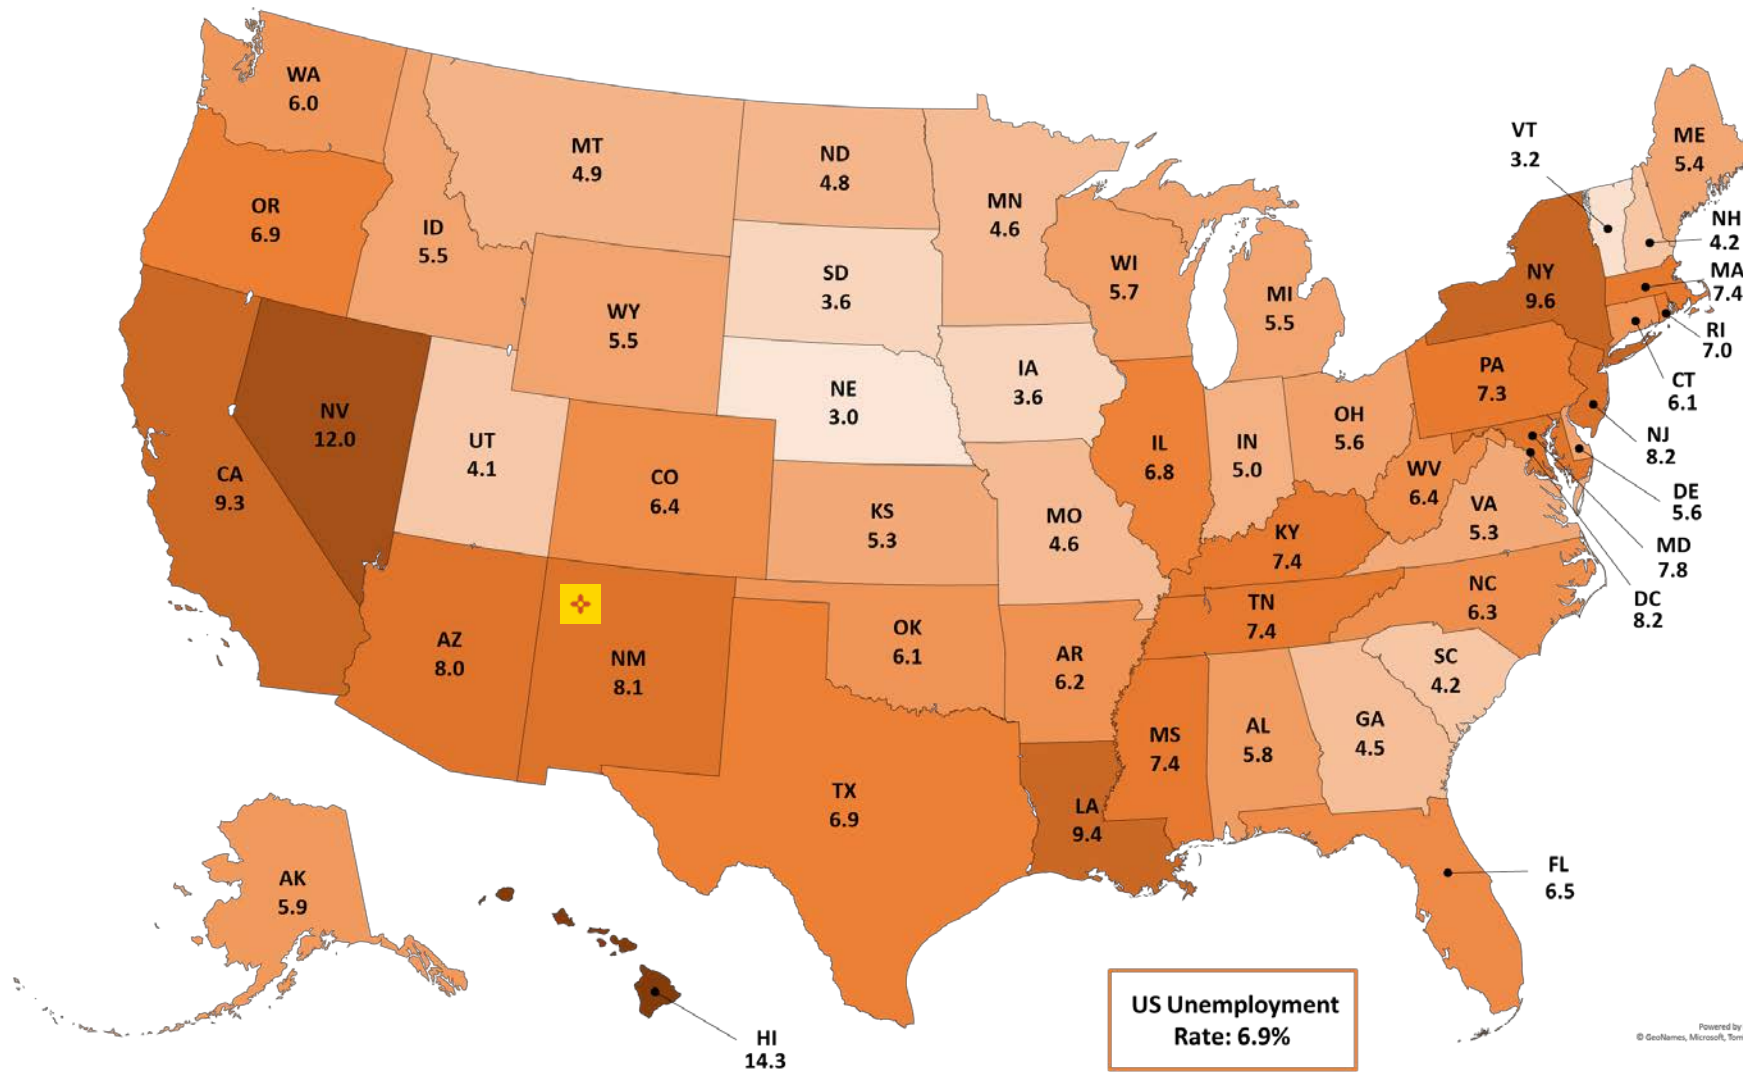 WA
6.0
OR
6.9
CA
9.3
NV
12.0
ID
5.5
MT
4.9
WY
5.5
UT
4.1
CO
6.4
AZ
8.0
NM
8.1
ND
4.8
SD
3.6
NE
3.0
KS
5.3
OK
6.1
TX
6.9
MN
4.6
IA
3.6
MO
4.6
AR
6.2
LA
9.4
WI
5.7
IL
6.8
MI
5.5
IN
5.0
OH
5.6
KY
7.4
TN
7.4
MS
7.4
AL
5.8
GA
4.5
SC
4.2
NC
6.3
VA
5.3
WV
6.4
PA
7.3
NY
9.6
VT
3.2
ME
5.4
NH
4.2
MA
7.4
RI
7.0
CT
6.1
NJ
8.2
DE
5.6
MD
7.8
DC
8.2
FL
6.5
AK
5.9
HI
14.3
US Unemployment
Rate: 6.9%
Powered by
© GeoNames, Microsoft, Tom